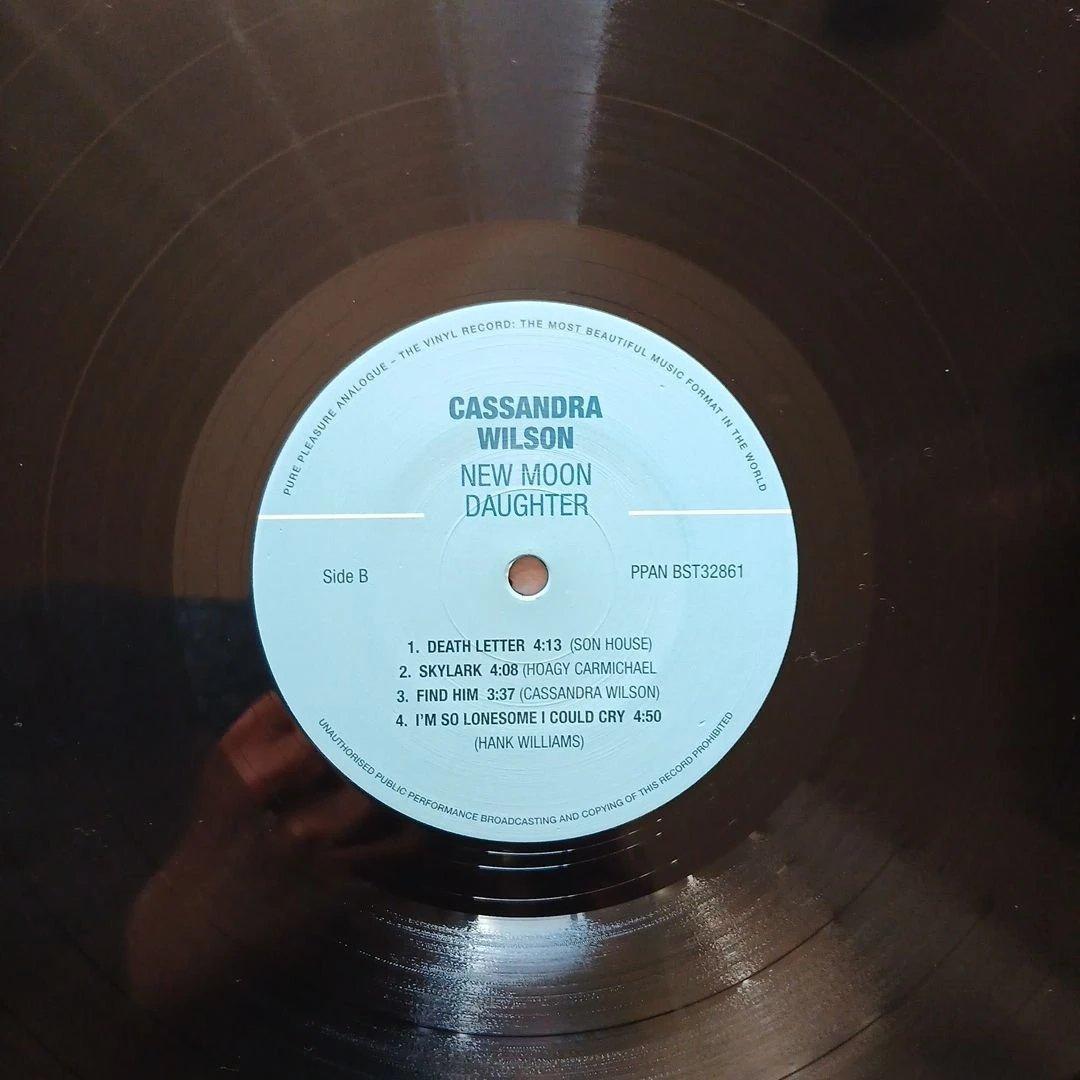 PURE PLEASURE ANALOGUE – THE VINYL RECORD: THE MOST BEAUTIFUL MUSIC FORMAT IN THE WORLD
CASSANDRA
WILSON
NEW MOON
DAUGHTER
Side B
PPAN BST32861
1. DEATH LETTER 4:13 (SON HOUSE)
2. SKYLARK 4:08 (HOAGY CARMICHAEL
3. FIND HIM 3:37 (CASSANDRA WILSON)
4. I'M SO LONESOME I COULD CRY 4:50
(HANK WILLIAMS)
UNAUTHORISED PUBLIC PERFORMANCE BROADCASTING AND COPYING OF THIS RECORD PROHIBITED